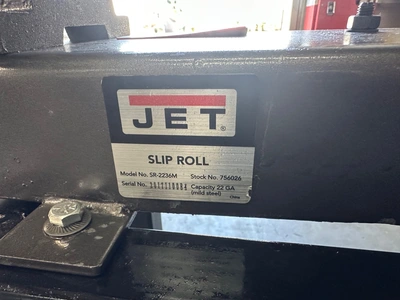 JET®
SLIP ROLL
Model No. SR-2236M Stock No. 756026
Serial No. Capacity 22 GA
(mild steel)